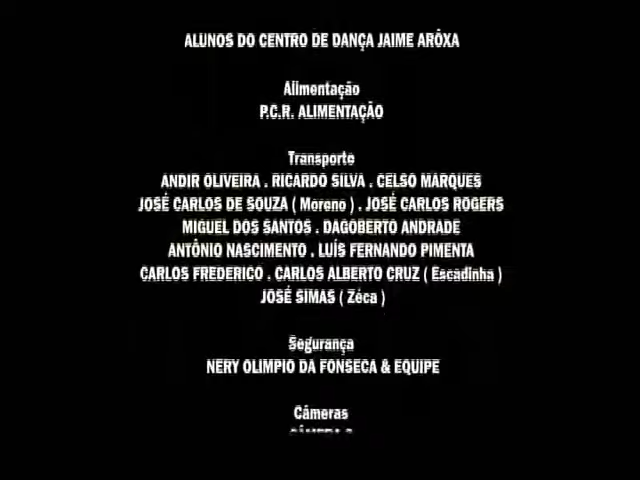 ALUNOS DO CENTRO DE DANÇA JAIME ARÔXA
Alimentação
P.C.R. ALIMENTAÇÃO
Transporte
ANDIR OLIVEIRA . RICARDO SILVA . CELSO MARQUES
JOSÉ CARLOS DE SOUZA ( Moreno ) . JOSÉ CARLOS ROGERS
MIGUEL DOS SANTOS . DAGOBERTO ANDRADE
ANTÔNIO NASCIMENTO . LUÍS FERNANDO PIMENTA
CARLOS FREDERICO . CARLOS ALBERTO CRUZ ( Escadinha )
JOSÉ SIMAS ( Zéca )
Segurança
NERY OLIMPIO DA FONSECA & EQUIPE
Câmeras